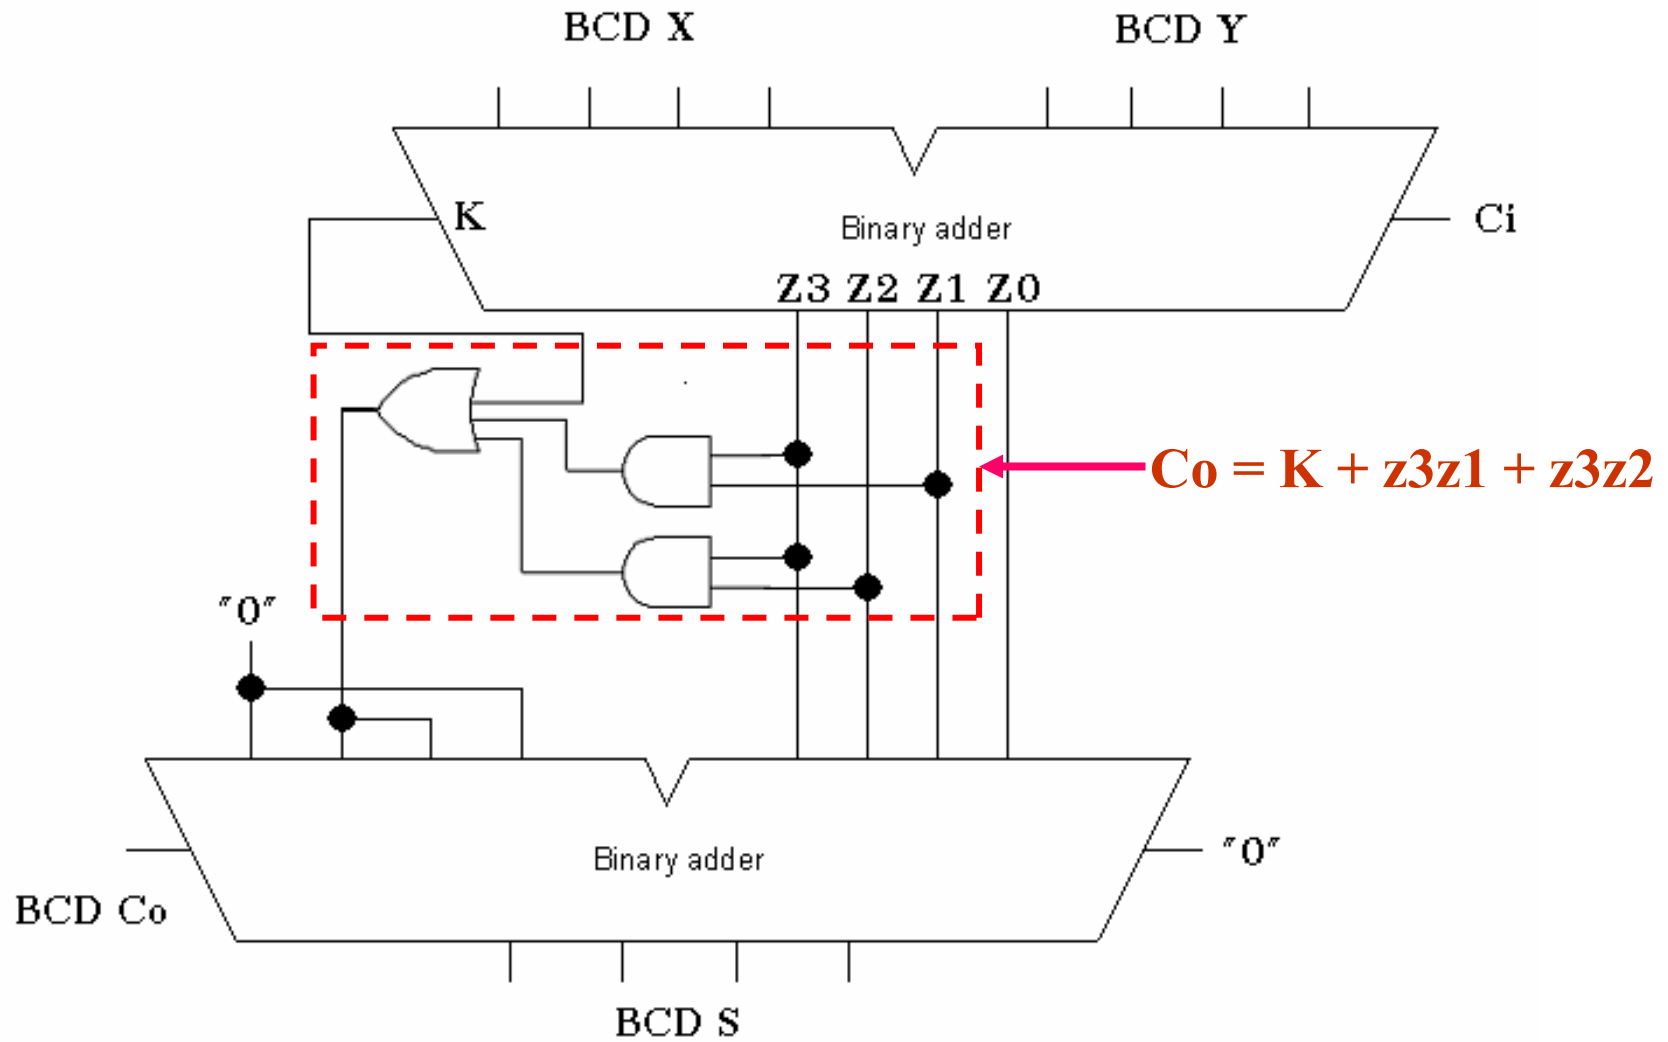 BCD X
BCD Y
K
Binary adder
Ci
Z3 Z2 Z1 Z0
Co = K + z3z1 + z3z2
"0"
Binary adder
"0"
BCD Co
BCD S